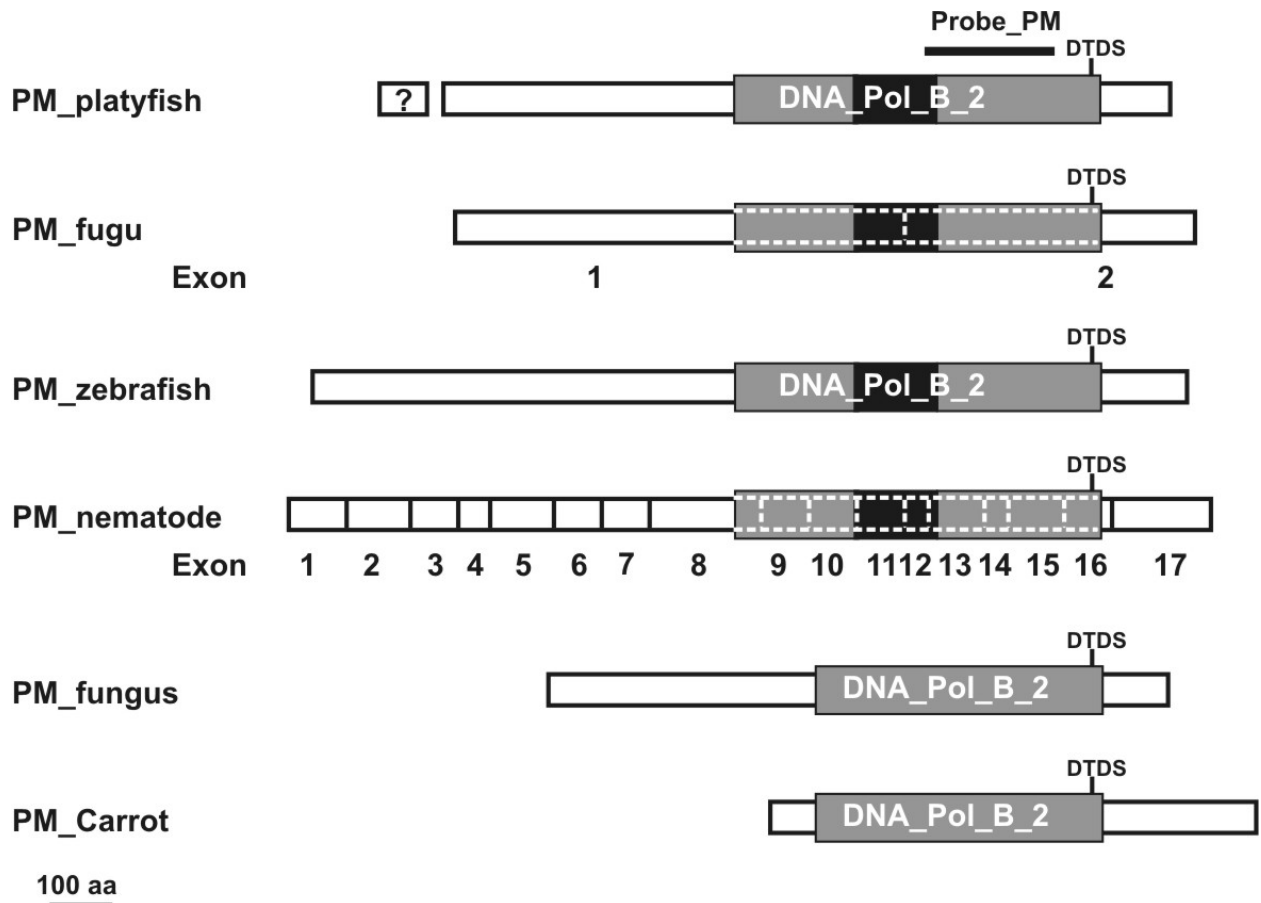 Probe_PM
DTDS
PM_platyfish ? DNA_Pol_B_2
DTDS
PM_fugu
Exon 1 2
DTDS
PM_zebrafish DNA_Pol_B_2
DTDS
PM_nematode
Exon 1 2 3 4 5 6 7 8 9 10 11 12 13 14 15 16 17
DTDS
PM_fungus DNA_Pol_B_2
DTDS
PM_Carrot DNA_Pol_B_2
100 aa